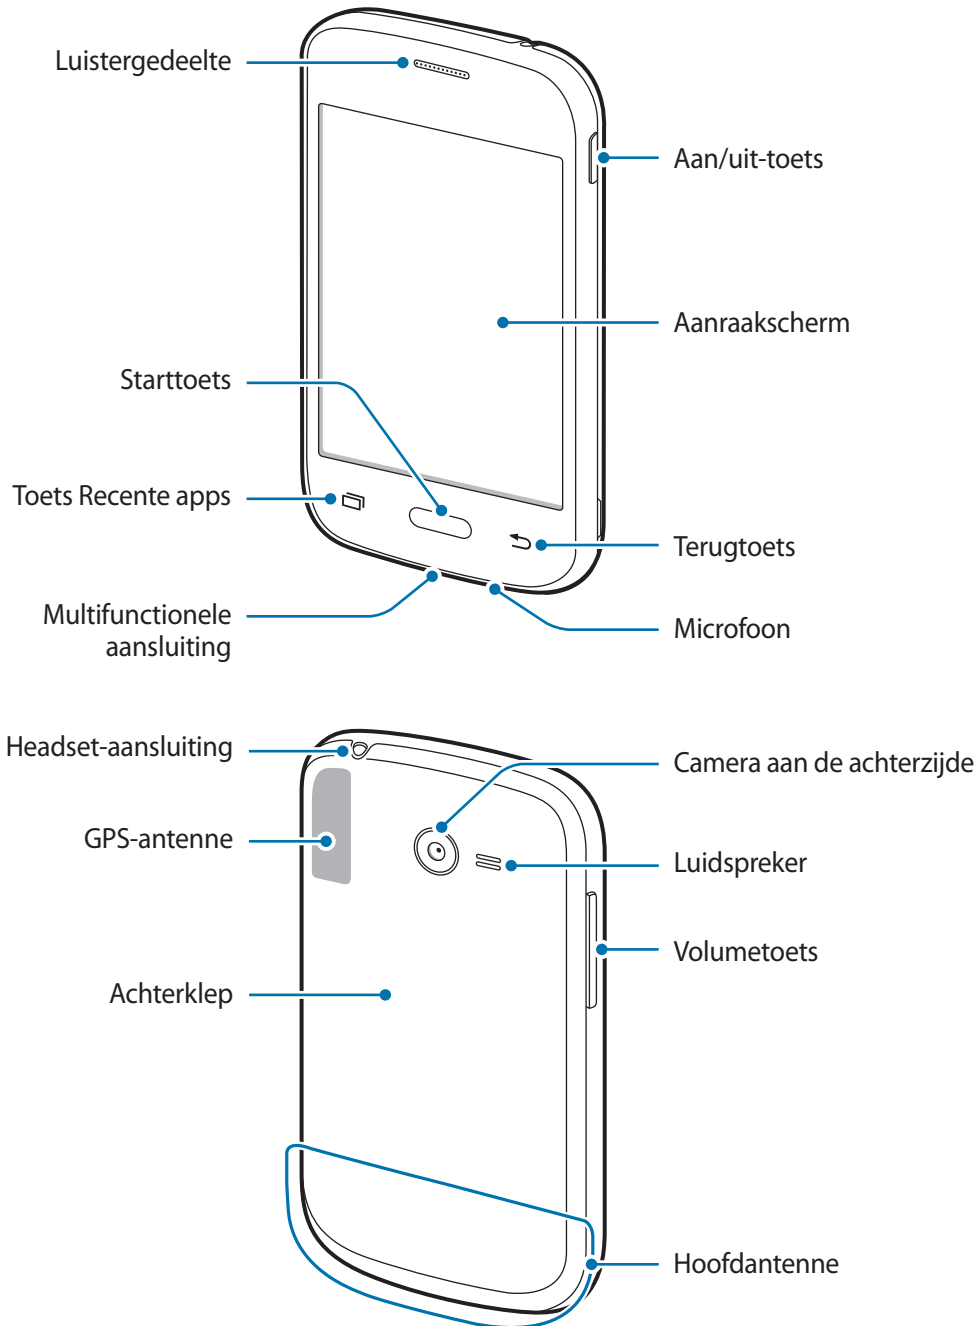 Luistergedeelte
Aan/uit-toets
Aanraakscherm
Starttoets
Toets Recente apps
Terugtoets
Multifunctionele
aansluiting
Microfoon
Headset-aansluiting
Camera aan de achterzijde
GPS-antenne
Luidspreker
Volumetoets
Achterklep
Hoofdantenne